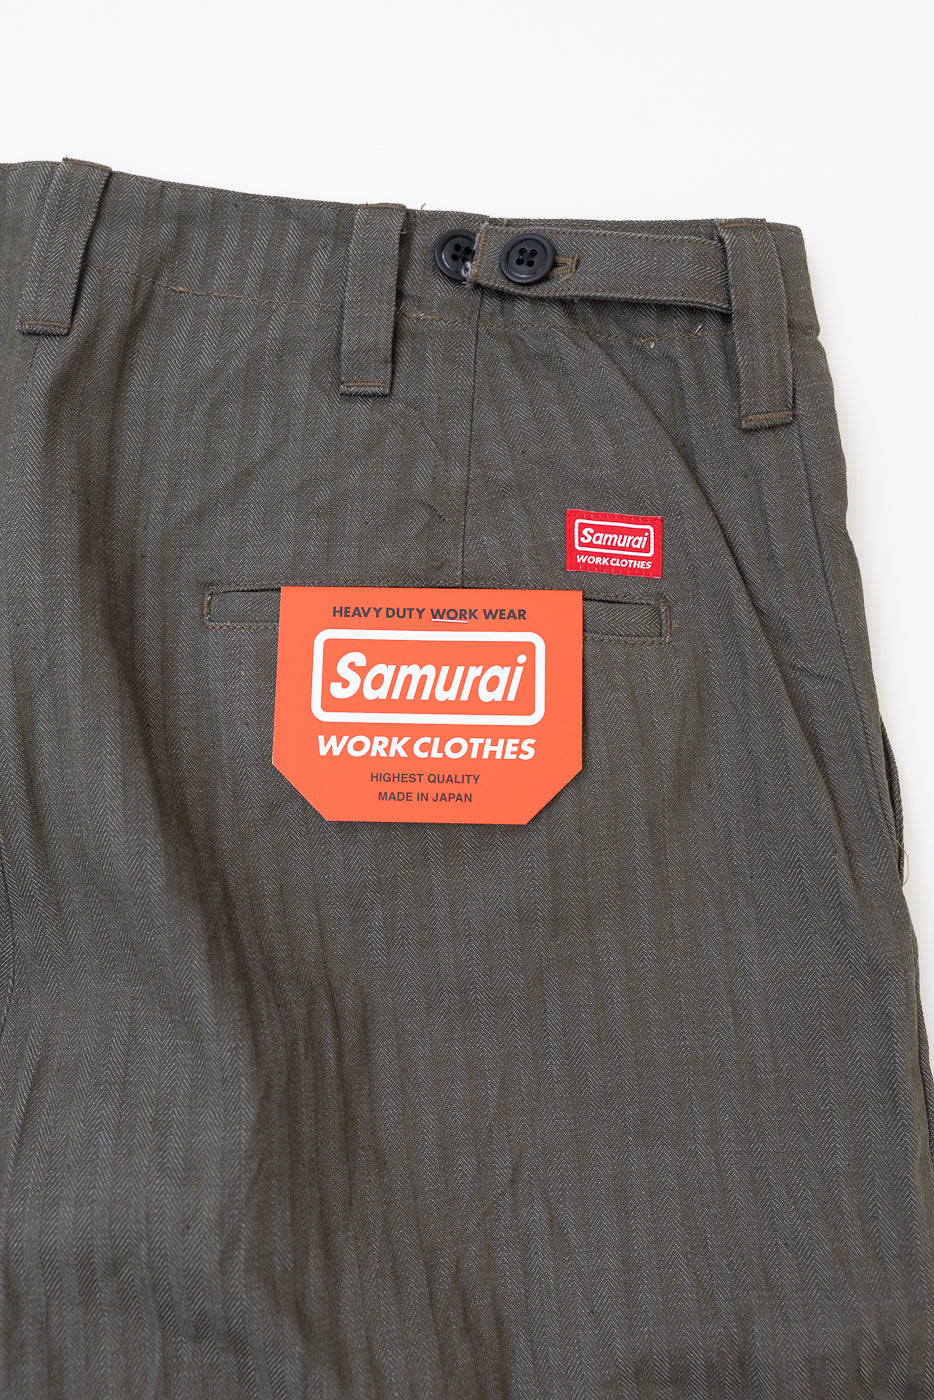 Samurai
WORK CLOTHES
HEAVY DUTY WORK WEAR
Samurai
WORK CLOTHES
HIGHEST QUALITY
MADE IN JAPAN